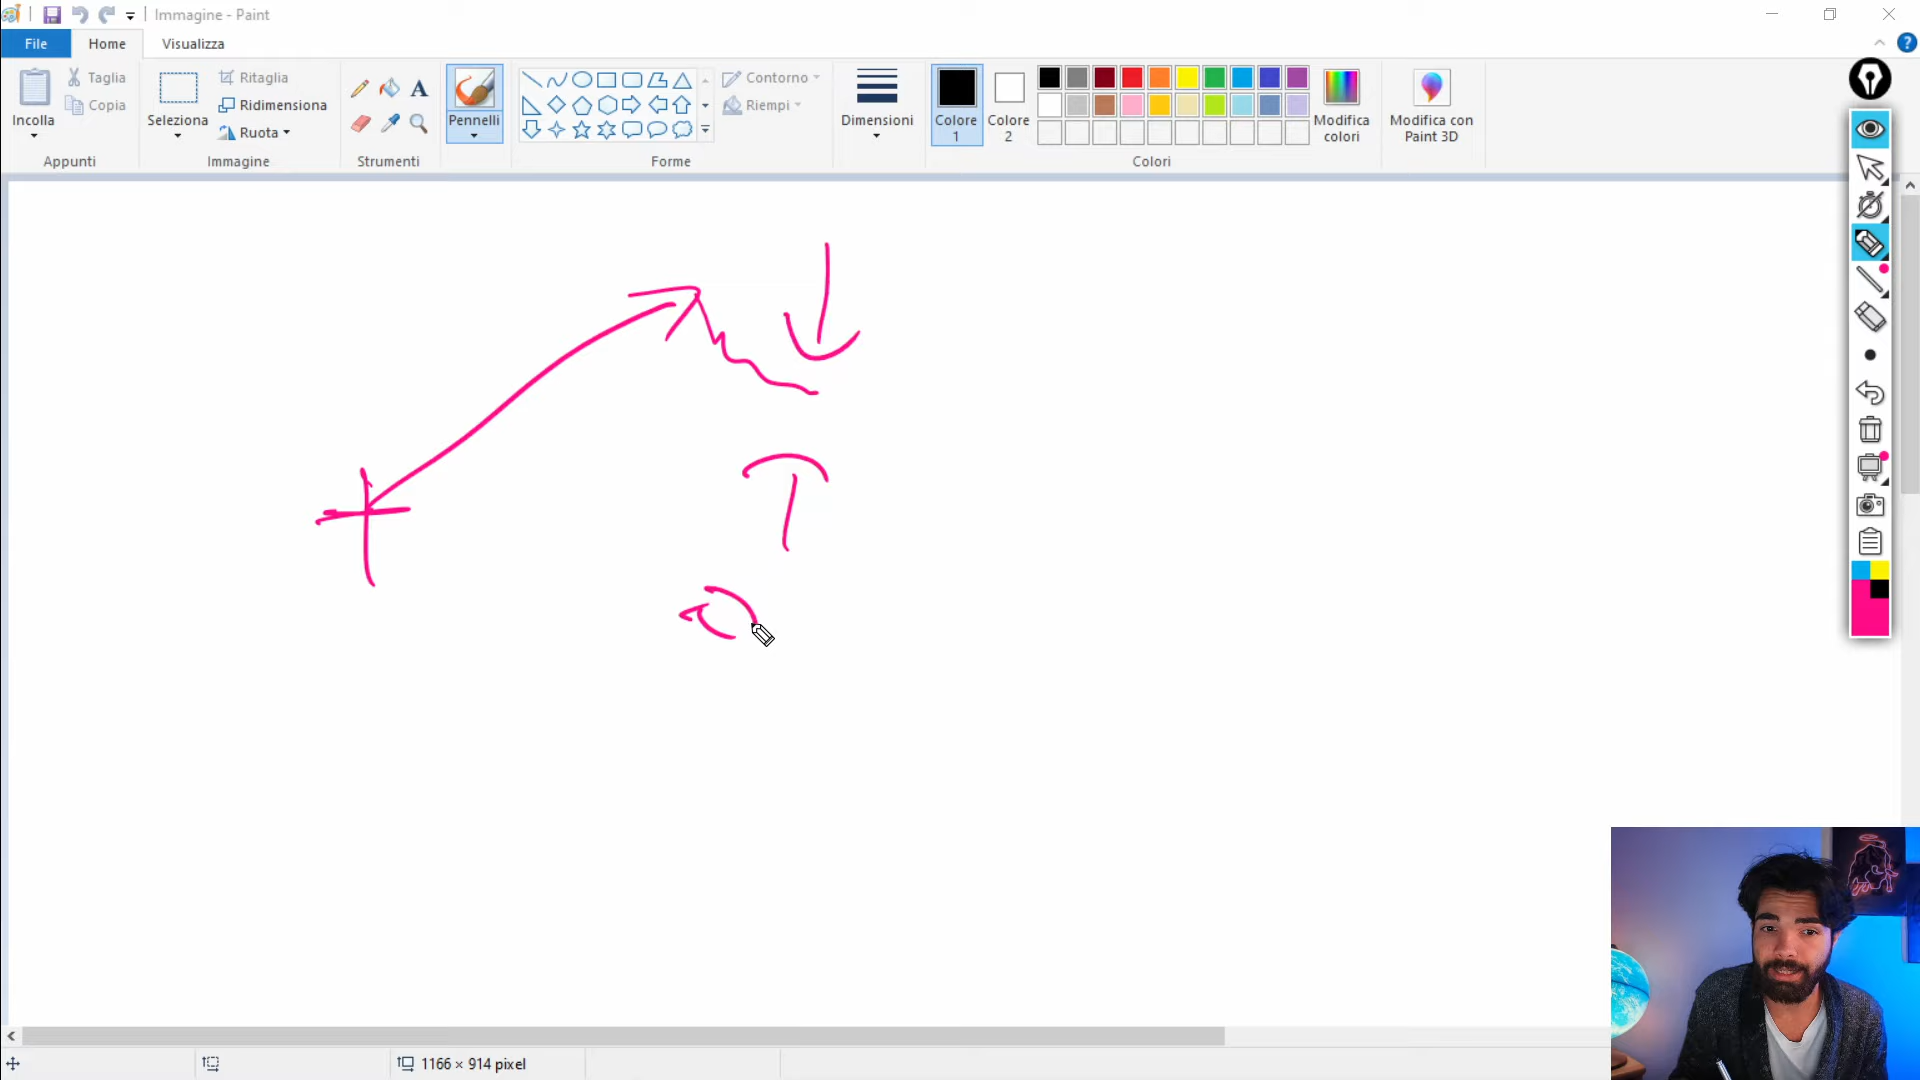 Immagine - Paint
File
Home
Visualizza
Incolla
Taglia
Copia
Appunti
Seleziona
Ritaglia
Ridimensiona
Ruota
Immagine
A
Strumenti
Pennelli
Contorno
Riempi
Forme
Dimensioni
Colore
1
Colore
2
Modifica
colori
Colori
Modifica con
Paint 3D
?
1166 × 914 pixel